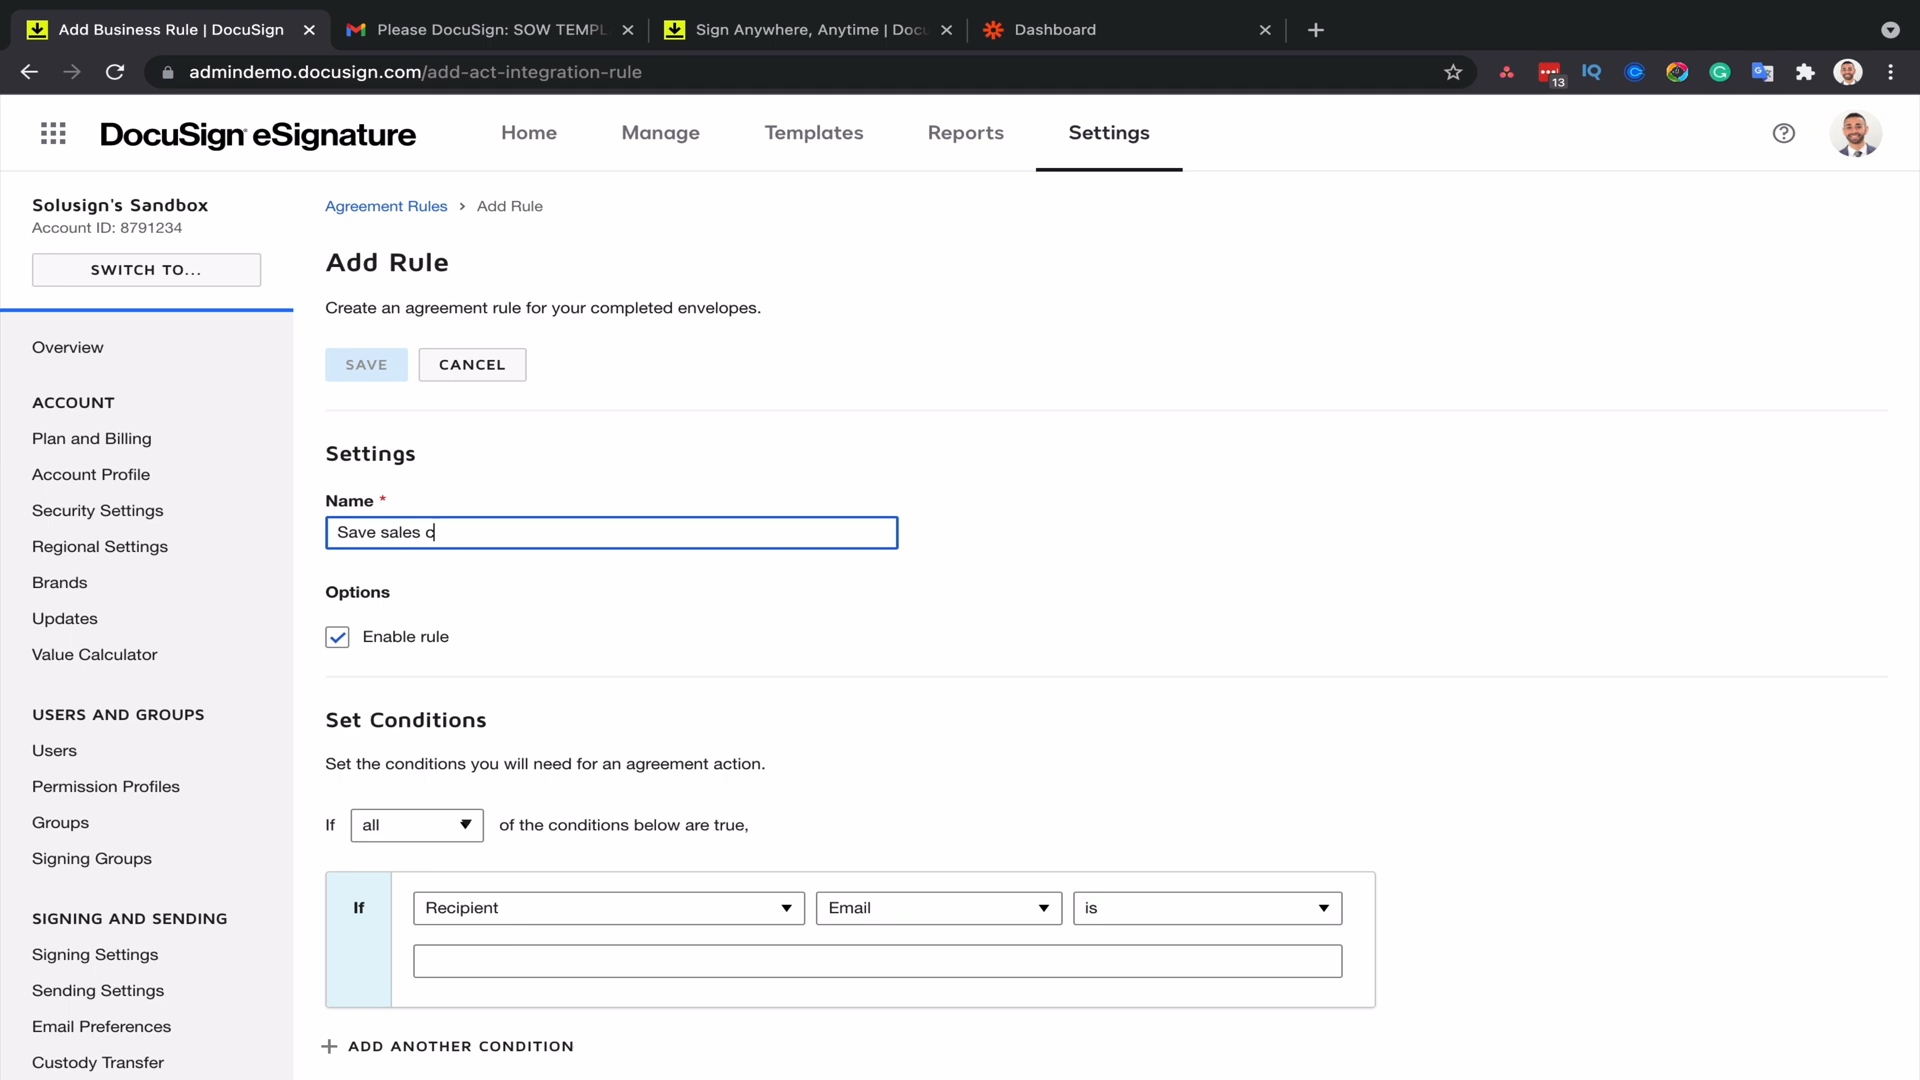 Add Business Rule | DocuSign
Please DocuSign: SOW TEMPL
Sign Anywhere, Anytime | Docu
Dashboard
admindemo.docusign.com/add-act-integration-rule
13
IQ
DocuSign eSignature
Home
Manage
Templates
Reports
Settings
Solusign's Sandbox
Account ID: 8791234
SWITCH TO...
Overview
ACCOUNT
Plan and Billing
Account Profile
Security Settings
Regional Settings
Brands
Updates
Value Calculator
USERS AND GROUPS
Users
Permission Profiles
Groups
Signing Groups
SIGNING AND SENDING
Signing Settings
Sending Settings
Email Preferences
Custody Transfer
Agreement Rules > Add Rule
Add Rule
Create an agreement rule for your completed envelopes.
SAVE
CANCEL
Settings
Name *
Save sales c
Options
Enable rule
Set Conditions
Set the conditions you will need for an agreement action.
If all of the conditions below are true,
If
Recipient
Email
is
+ ADD ANOTHER CONDITION